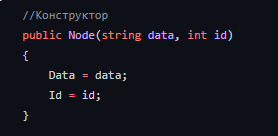 //Конструктор
public Node(string data, int id)
{
    Data = data;
    Id = id;
}